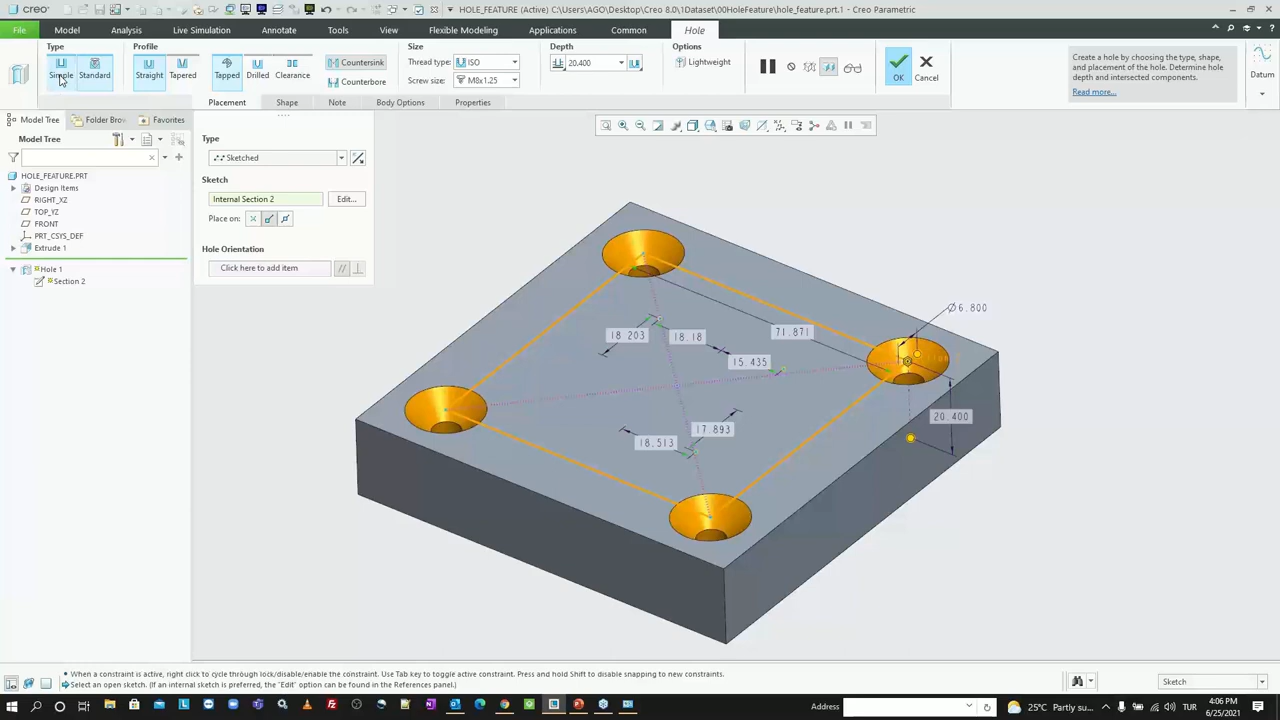 creo
HOLE_FEATURE (Active) C:\Users\AGO\Desktop\Creo 8.0\1Dataset\00HoleFeature\hole_feature.prt.1 - Creo Parametric
File
Model
Analysis
Live Simulation
Annotate
Tools
View
Flexible Modeling
Applications
Common
Hole
Type
Profile
Size
Depth
Options
Simple
Standard
Straight
Tapered
Tapped
Drilled
Clearance
Countersink
Counterbore
Thread type:
ISO
Screw size:
M8x1.25
20.400
Lightweight
OK
Cancel
Create a hole by choosing the type, shape,
and placement of the hole. Determine hole
depth and intersected components.
Read more...
Datum
Placement
Shape
Note
Body Options
Properties
Model Tree
Folder Brow
Favorites
Model Tree
HOLE_FEATURE.PRT
Design Items
RIGHT_XZ
TOP_YZ
FRONT
PRT_CSYS_DEF
Extrude 1
Hole 1
Section 2
Type
Sketched
Sketch
Internal Section 2
Edit...
Place on:
Hole Orientation
Click here to add item
18.203
18.18
15.435
71.871
Ø6.800
20.400
17.893
18.513
When a constraint is active, right click to cycle through lock/disable/enable the constraint. Use Tab key to toggle active constraint. Press and hold Shift to disable snapping to new constraints.
Select an open sketch. (If an internal sketch is preferred, the "Edit" option can be found in the References panel.)
Sketch
Address
25°C
Partly sunny
TUR
4:06 PM
6/25/2021